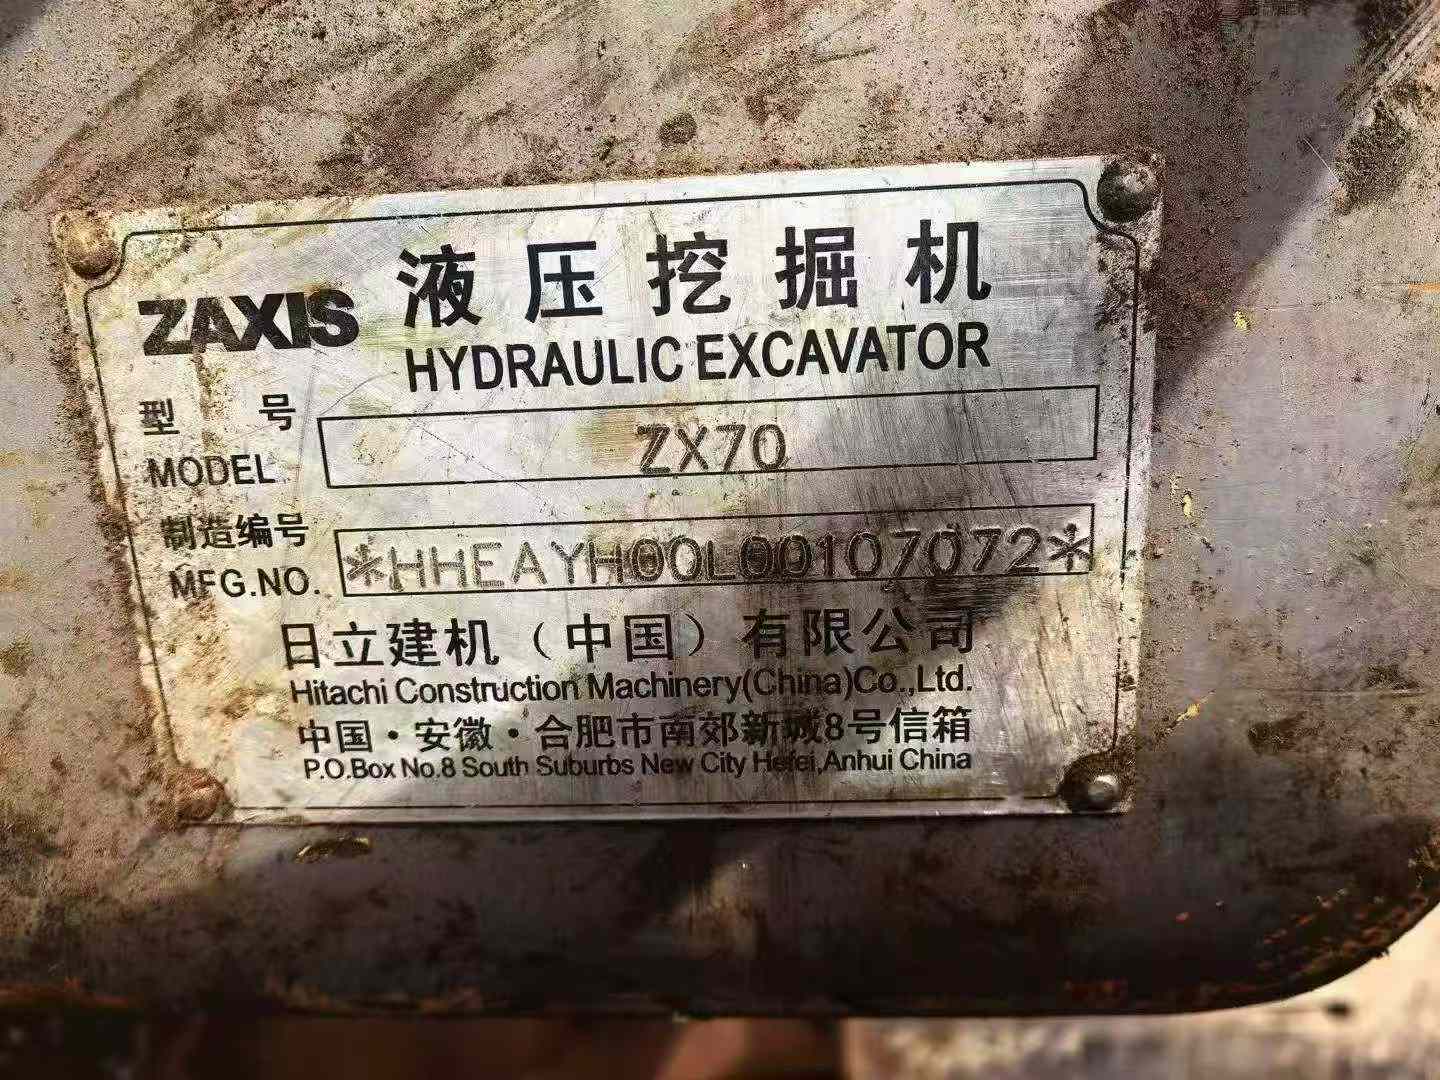 ZAXIS 液压挖掘机
HYDRAULIC EXCAVATOR
型 号
MODEL ZX70
制造编号
MFG.NO. *HHEAYH00L00107072*
日立建机（中国）有限公司
Hitachi Construction Machinery(China)Co.,Ltd.
中国·安徽·合肥市南郊新城8号信箱
P.O.Box No.8 South Suburbs New City Hefei,Anhui China